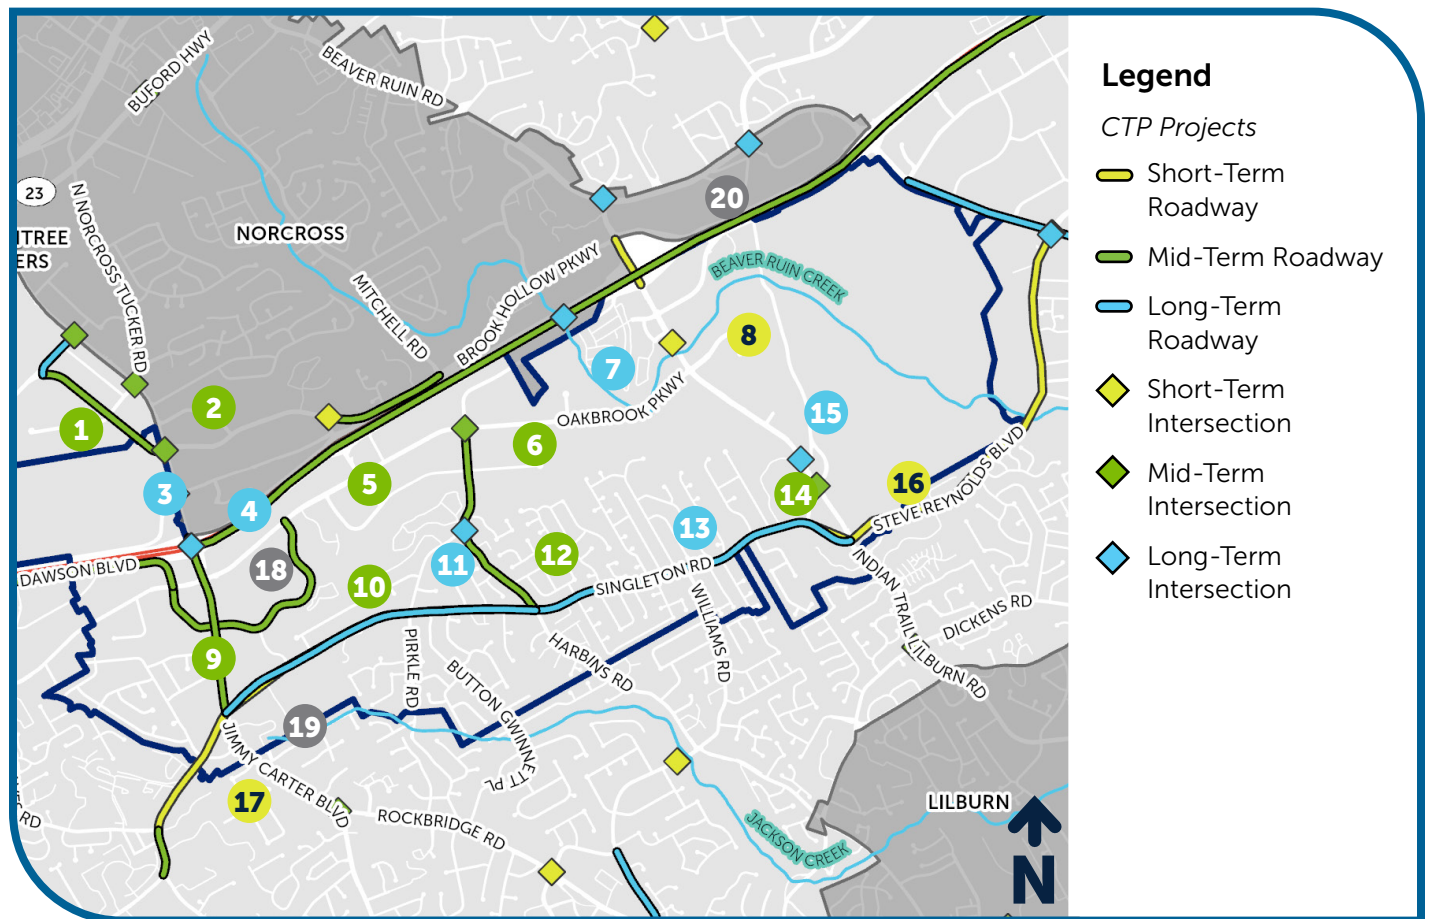 BUFORD HWY
BEAVER RUIN RD
23
N NORCROSS TUCKER RD
NTREE
ERS
NORCROSS
MITCHELL RD
BROOK HOLLOW PKWY
20
BEAVER RUIN CREEK
8
7
OAKBROOK PKWY
1
2
15
6
3
4
5
14
16
STEVE REYNOLDS BLVD
13
12
11
10
18
DAWSON BLVD
SINGLETON RD
INDIAN TRAIL LILBURN RD
DICKENS RD
WILLIAMS RD
HARBINS RD
PIRKLE RD
BUTTON GWINNETT PL
9
19
JIMMY CARTER BLVD
17
ROCKBRIDGE RD
RD
JACKSON CREEK
LILBURN
N
Legend
CTP Projects
Short-Term
Roadway
Mid-Term Roadway
Long-Term
Roadway
Short-Term
Intersection
Mid-Term
Intersection
Long-Term
Intersection